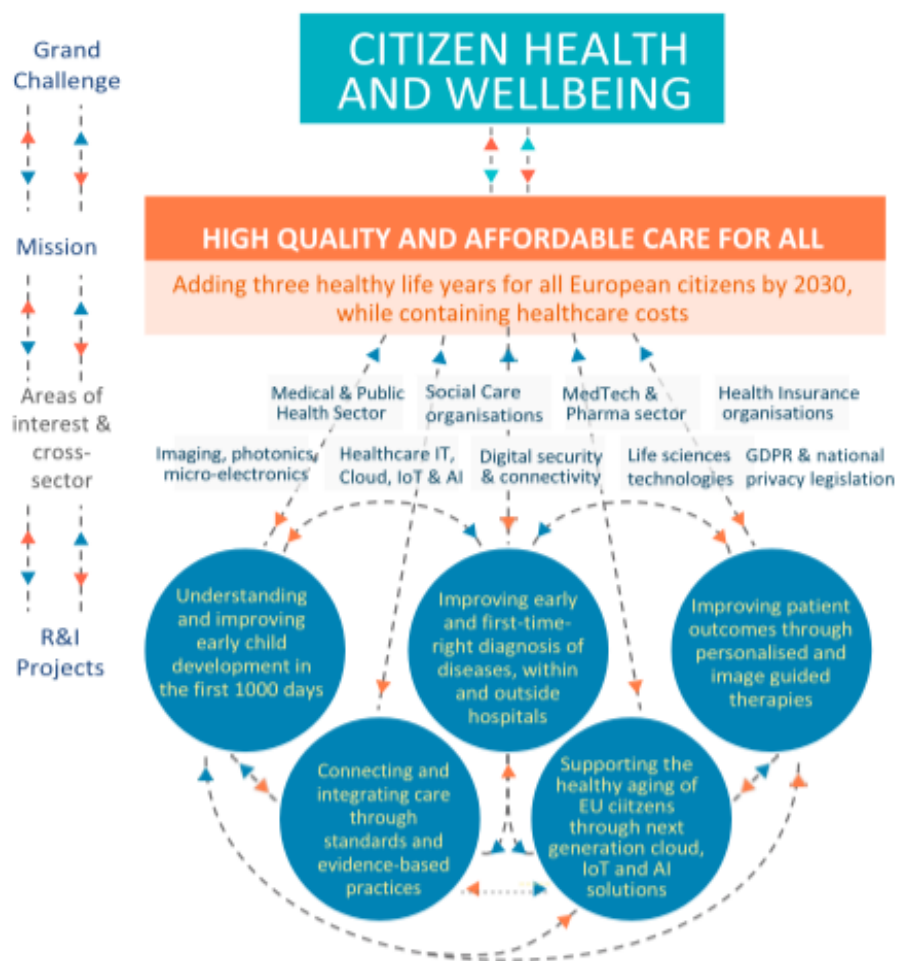 Grand
Challenge
CITIZEN HEALTH
AND WELLBEING
Mission
HIGH QUALITY AND AFFORDABLE CARE FOR ALL
Adding three healthy life years for all European citizens by 2030,
while containing healthcare costs
Areas of
interest &
cross-
sector
Medical & Public
Health Sector
Social Care
organisations
MedTech &
Pharma sector
Health Insurance
organisations
Imaging, photonics,
micro-electronics
Healthcare IT,
Cloud, IoT & AI
Digital security
& connectivity
Life sciences
technologies
GDPR & national
privacy legislation
R&I
Projects
Understanding
and improving
early child
development in
the first 1000 days
Improving early
and first-time-
right diagnosis of
diseases, within
and outside
hospitals
Improving patient
outcomes through
personalised and
image guided
therapies
Connecting and
integrating care
through
standards and
evidence-based
practices
Supporting the
healthy aging of
EU ciitzens
through next
generation cloud,
IoT and AI
solutions